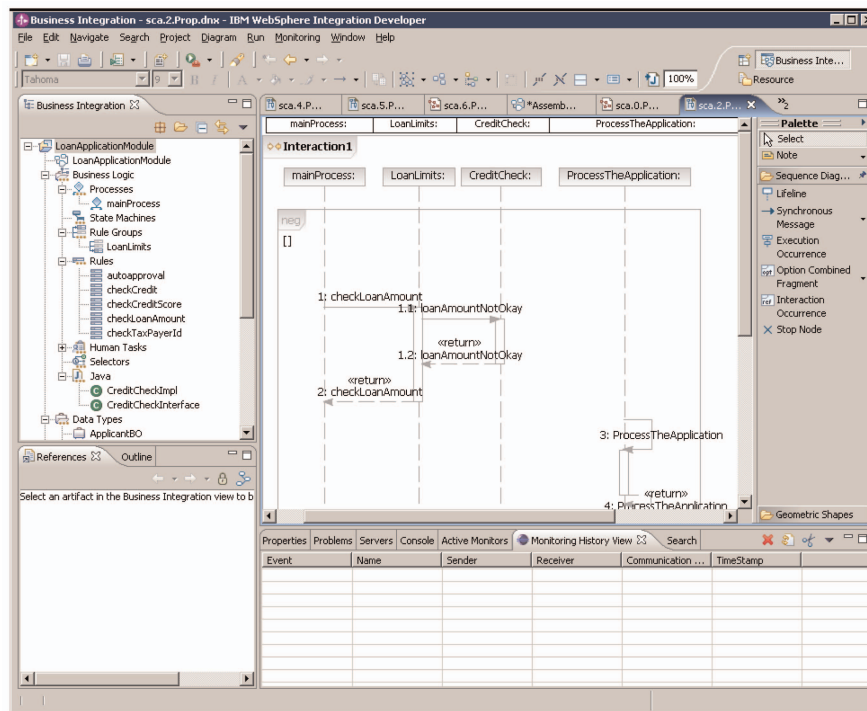 Business Integration - sca.2.Prop.dnx - IBM WebSphere Integration Developer
File Edit Navigate Search Project Diagram Run Monitoring Window Help
Business Inte...
Tahoma 9 B I A 100% Resource
Business Integration
LoanApplicationModule
LoanApplicationModule
Business Logic
Processes
mainProcess
State Machines
Rule Groups
LoanLimits
Rules
autoapproval
checkCredit
checkCreditScore
checkLoanAmount
checkTaxPayerId
Human Tasks
Selectors
Java
CreditCheckImpl
CreditCheckInterface
Data Types
ApplicantBO
References Outline
Select an artifact in the Business Integration view to b
sca.4.P... sca.5.P... sca.6.P... *Assemb... sca.0.P... sca.2.P... »2
mainProcess: LoanLimits: CreditCheck: ProcessTheApplication:
Interaction1
mainProcess: LoanLimits: CreditCheck: ProcessTheApplication:
neg
[]
1: checkLoanAmount
1.1: loanAmountNotOkay
«return»
1.2: loanAmountNotOkay
«return»
2: checkLoanAmount
3: ProcessTheApplication
«return»
4: ProcessTheApplication
Palette
Select
Note
Sequence Diag...
Lifeline
Synchronous
Message
Execution
Occurrence
Option Combined
Fragment
Interaction
Occurrence
Stop Node
Geometric Shapes
Properties Problems Servers Console Active Monitors Monitoring History View Search
Event Name Sender Receiver Communication ... TimeStamp